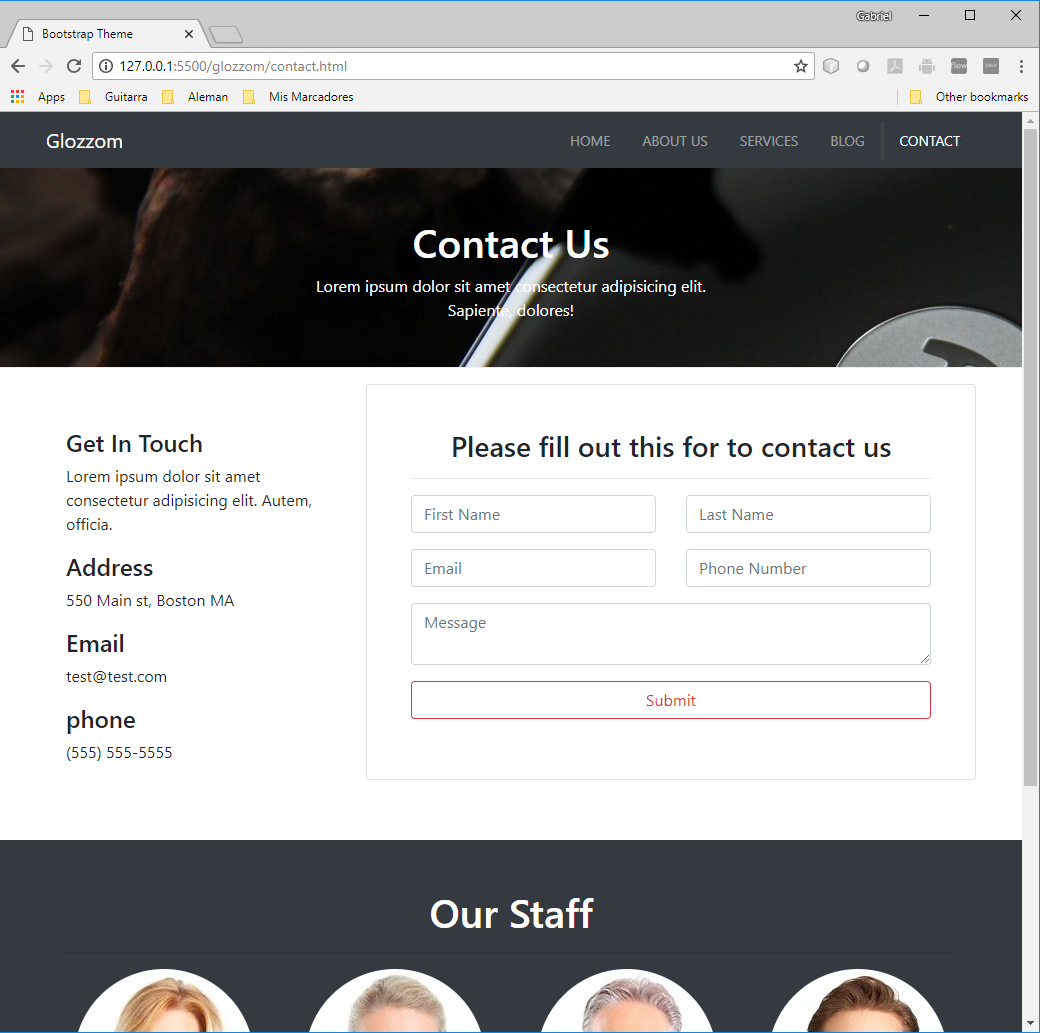 Gabriel
Bootstrap Theme
127.0.0.1:5500/glozzom/contact.html
Apps Guitarra Aleman Mis Marcadores Other bookmarks
Glozzom HOME ABOUT US SERVICES BLOG CONTACT
Contact Us
Lorem ipsum dolor sit amet consectetur adipisicing elit.
Sapiente, dolores!
Get In Touch
Lorem ipsum dolor sit amet
consectetur adipisicing elit. Autem,
officia.
Address
550 Main st, Boston MA
Email
test@test.com
phone
(555) 555-5555
Please fill out this for to contact us
First Name Last Name
Email Phone Number
Message
Submit
Our Staff